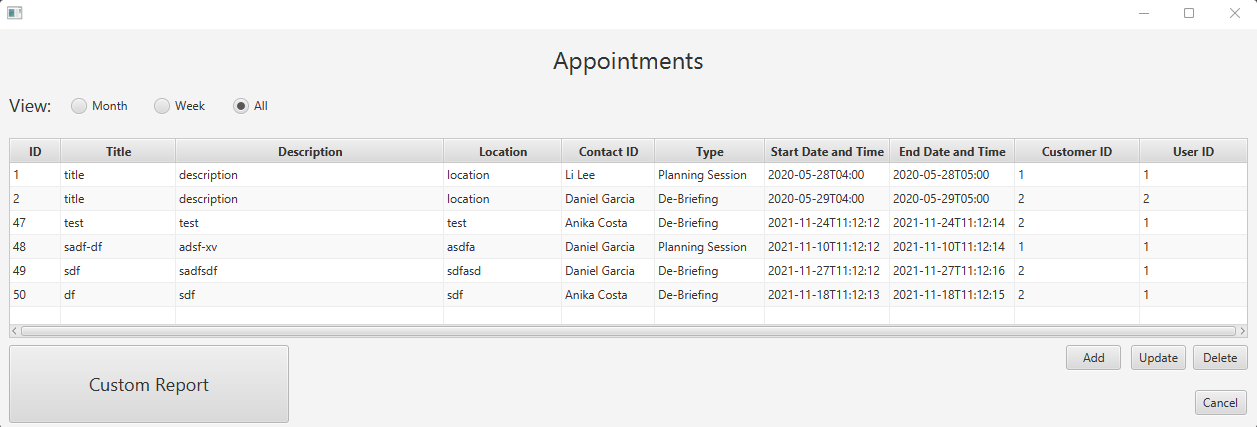 Appointments
View: Month Week All
ID Title Description Location Contact ID Type Start Date and Time End Date and Time Customer ID User ID
1 title description location Li Lee Planning Session 2020-05-28T04:00 2020-05-28T05:00 1 1
2 title description location Daniel Garcia De-Briefing 2020-05-29T04:00 2020-05-29T05:00 2 2
47 test test test Anika Costa De-Briefing 2021-11-24T11:12:12 2021-11-24T11:12:14 2 1
48 sadf-df adsf-xv asdfa Daniel Garcia Planning Session 2021-11-10T11:12:12 2021-11-10T11:12:14 1 1
49 sdf sadfsdf sdfasd Daniel Garcia De-Briefing 2021-11-27T11:12:12 2021-11-27T11:12:16 2 1
50 df sdf sdf Anika Costa De-Briefing 2021-11-18T11:12:13 2021-11-18T11:12:15 2 1
Add Update Delete
Custom Report
Cancel